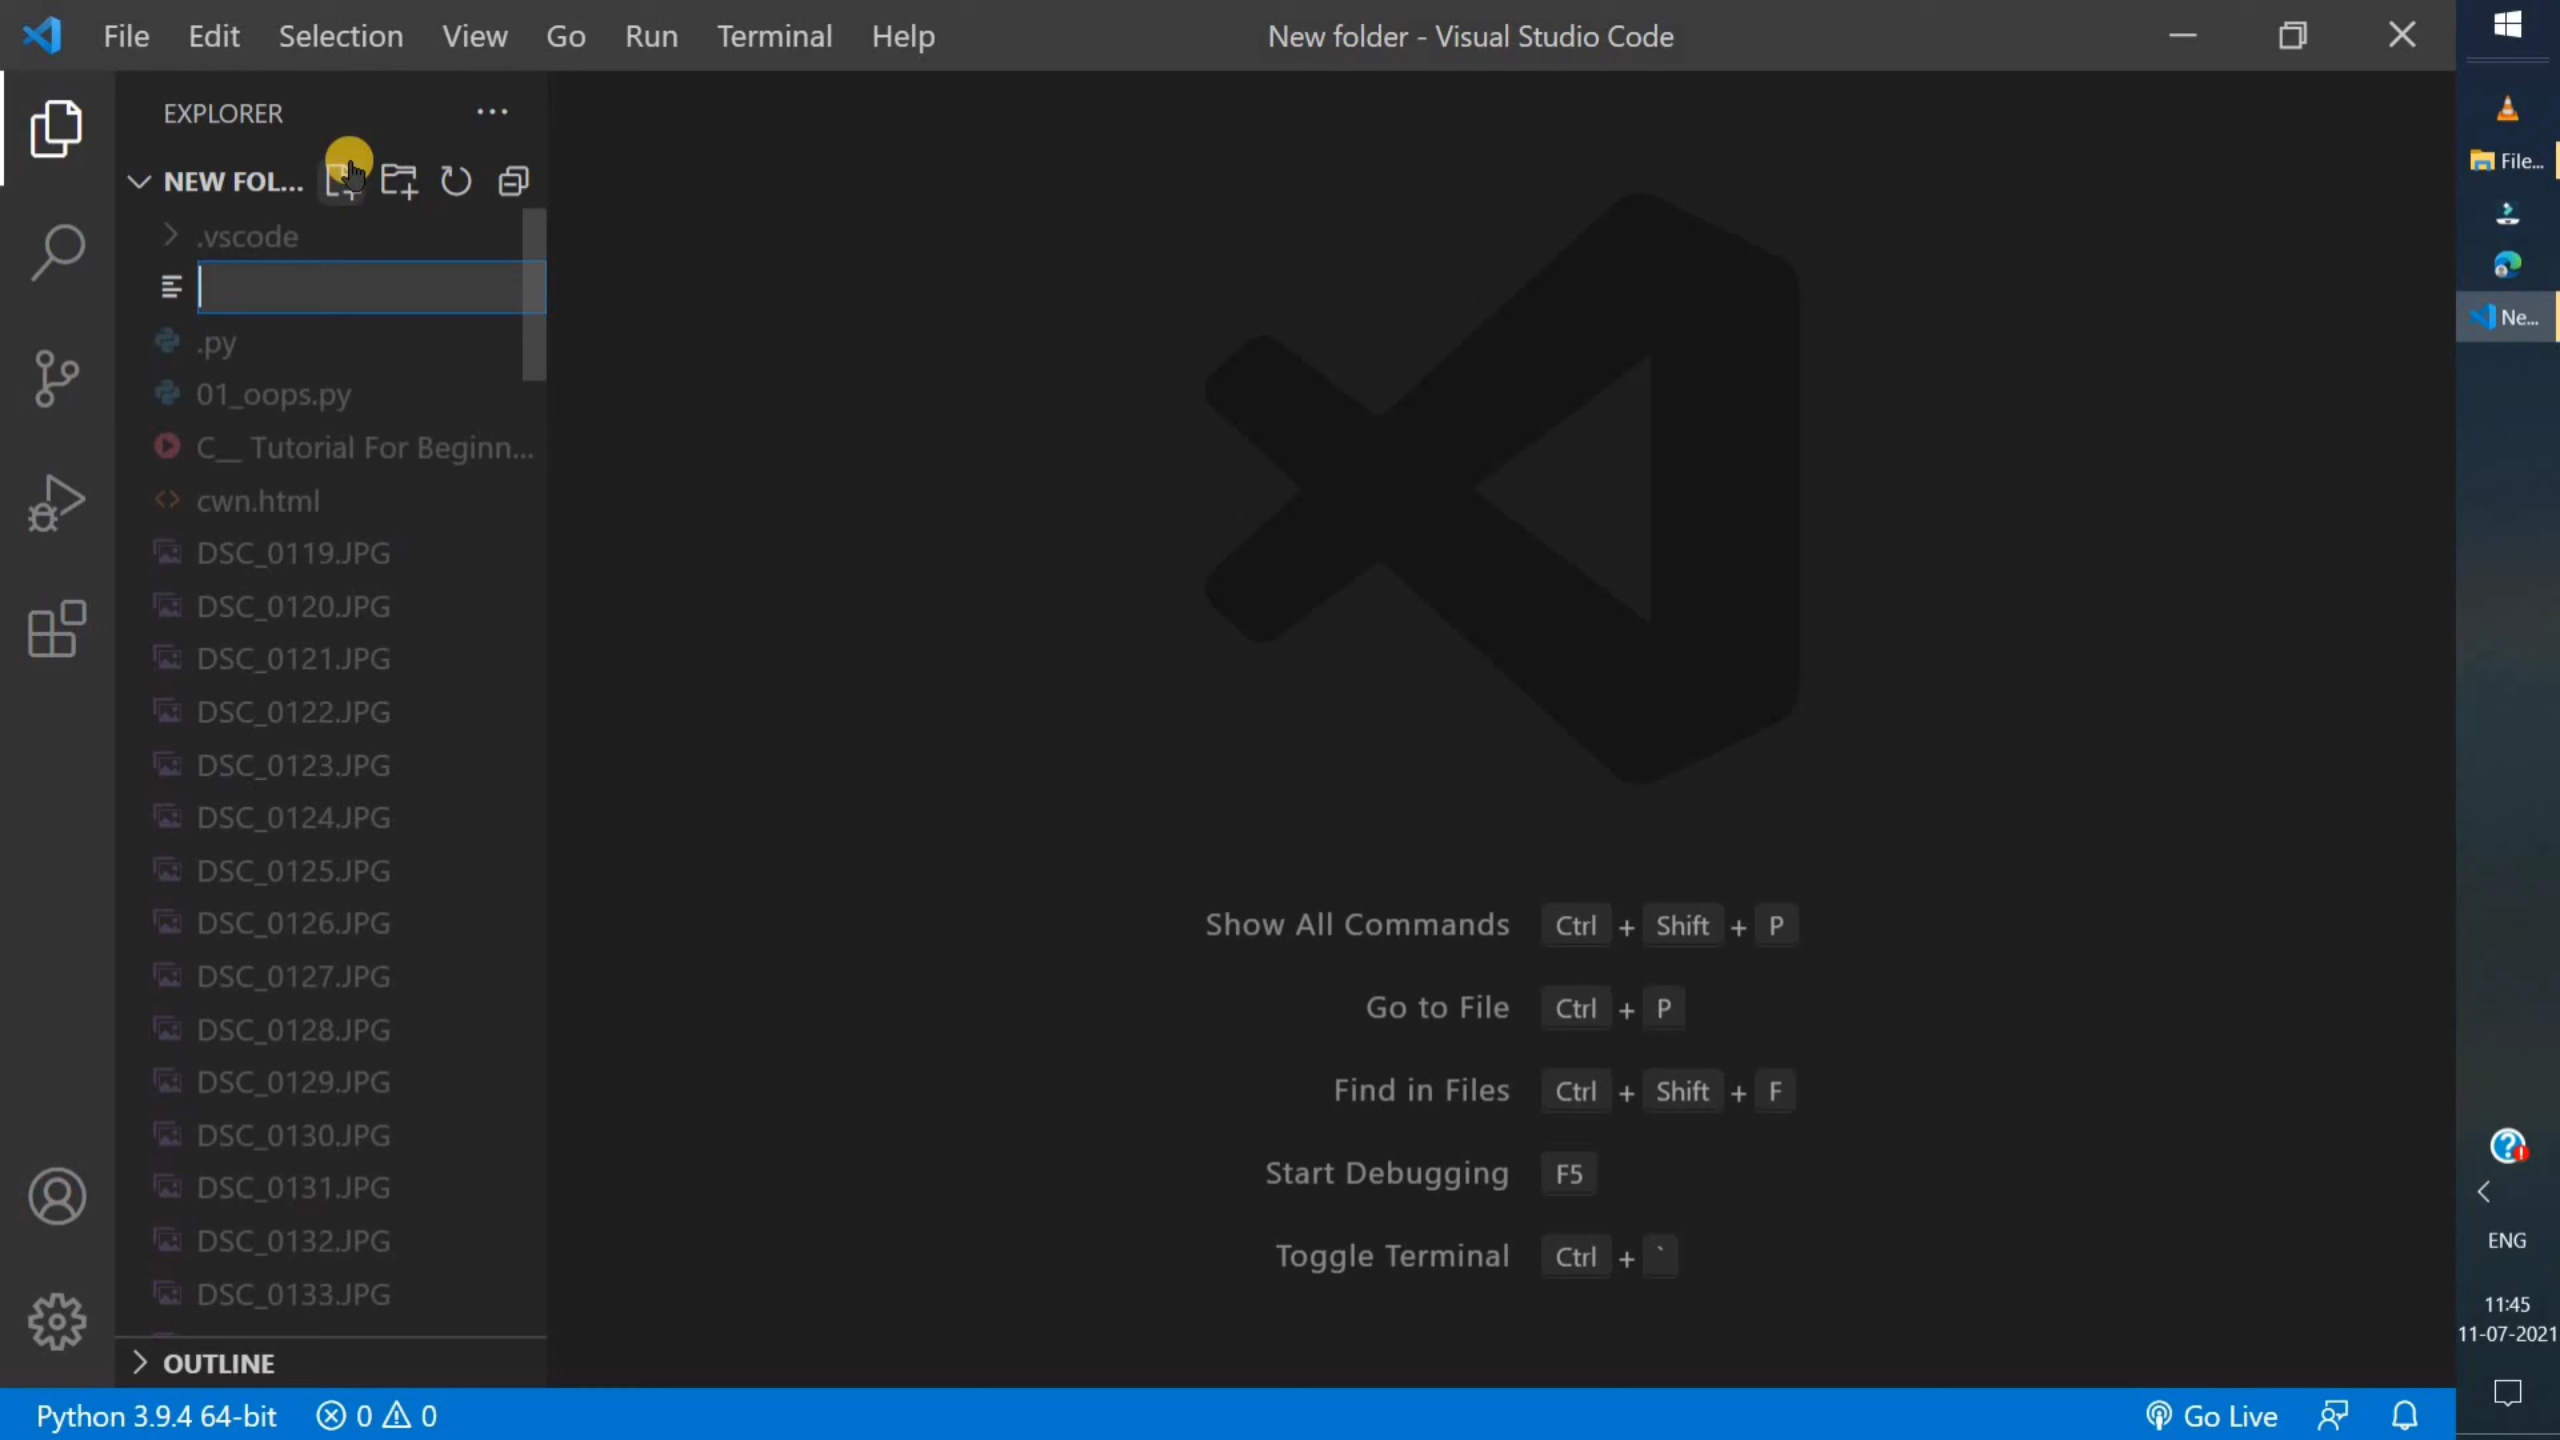 File Edit Selection View Go Run Terminal Help
New folder - Visual Studio Code
EXPLORER
NEW FOL...
.vscode
.py
01_oops.py
C__ Tutorial For Beginn...
cwn.html
DSC_0119.JPG
DSC_0120.JPG
DSC_0121.JPG
DSC_0122.JPG
DSC_0123.JPG
DSC_0124.JPG
DSC_0125.JPG
DSC_0126.JPG
DSC_0127.JPG
DSC_0128.JPG
DSC_0129.JPG
DSC_0130.JPG
DSC_0131.JPG
DSC_0132.JPG
DSC_0133.JPG
OUTLINE
Show All Commands Ctrl + Shift + P
Go to File Ctrl + P
Find in Files Ctrl + Shift + F
Start Debugging F5
Toggle Terminal Ctrl + `
Python 3.9.4 64-bit 0 0
Go Live
File...
Ne...
ENG
11:45
11-07-2021